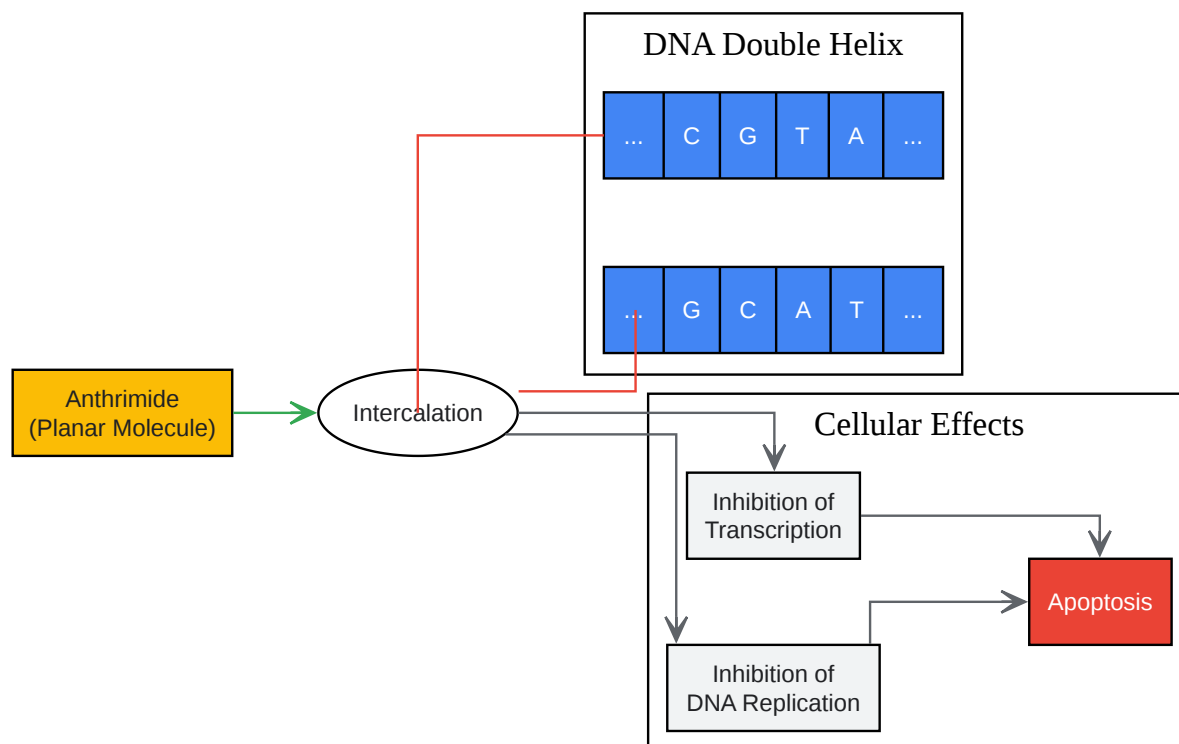 DNA Double Helix
... C G T A ...
... G C A T ...
Anthrimide
(Planar Molecule)
Intercalation
Cellular Effects
Inhibition of
Transcription
Apoptosis
Inhibition of
DNA Replication